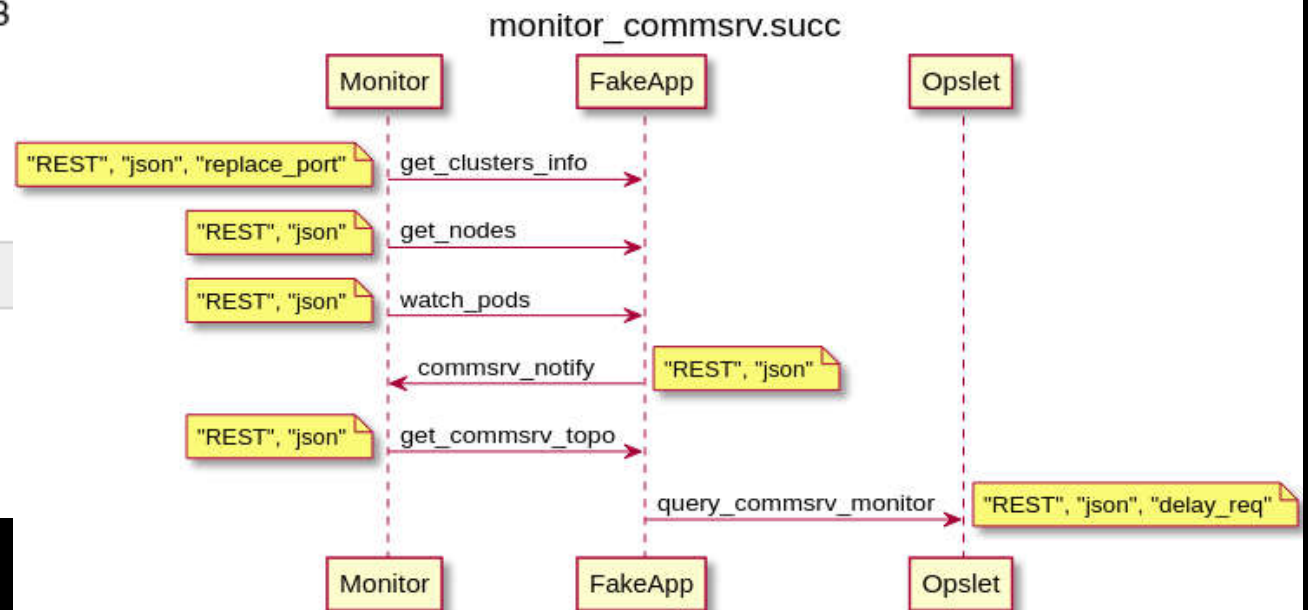 3
monitor_commsrv.succ
Monitor FakeApp Opslet
"REST", "json", "replace_port" get_clusters_info
"REST", "json" get_nodes
"REST", "json" watch_pods
commsrv_notify "REST", "json"
"REST", "json" get_commsrv_topo
query_commsrv_monitor "REST", "json", "delay_req"
Monitor FakeApp Opslet